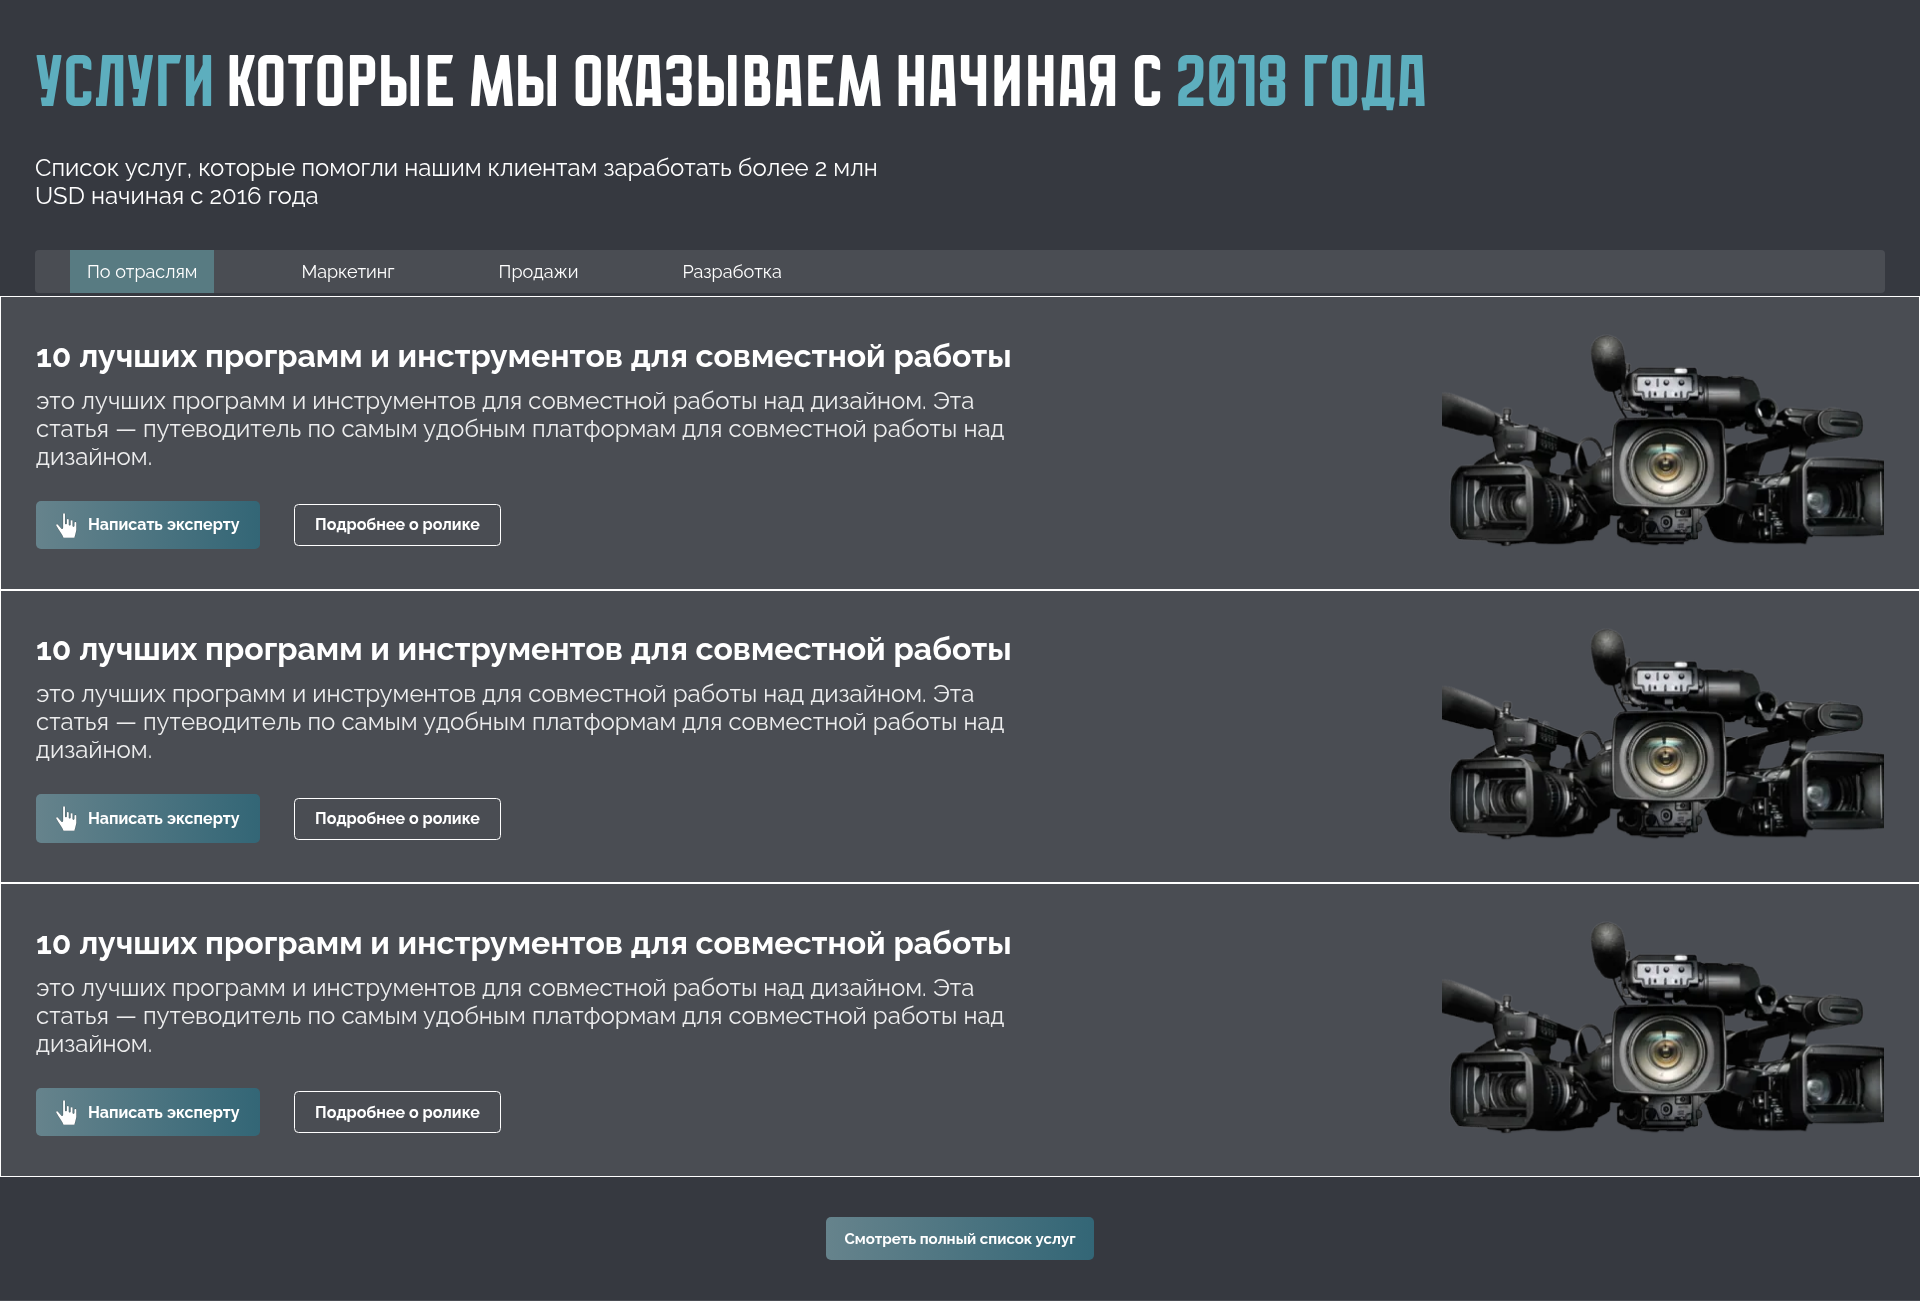 УСЛУГИ КОТОРЫЕ МЫ ОКАЗЫВАЕМ НАЧИНАЯ С 2018 ГОДА
Список услуг, которые помогли нашим клиентам заработать более 2 млн
USD начиная с 2016 года
По отраслям Маркетинг Продажи Разработка
10 лучших программ и инструментов для совместной работы
это лучших программ и инструментов для совместной работы над дизайном. Эта
статья — путеводитель по самым удобным платформам для совместной работы над
дизайном.
Написать эксперту Подробнее о ролике
10 лучших программ и инструментов для совместной работы
это лучших программ и инструментов для совместной работы над дизайном. Эта
статья — путеводитель по самым удобным платформам для совместной работы над
дизайном.
Написать эксперту Подробнее о ролике
10 лучших программ и инструментов для совместной работы
это лучших программ и инструментов для совместной работы над дизайном. Эта
статья — путеводитель по самым удобным платформам для совместной работы над
дизайном.
Написать эксперту Подробнее о ролике
Смотреть полный список услуг